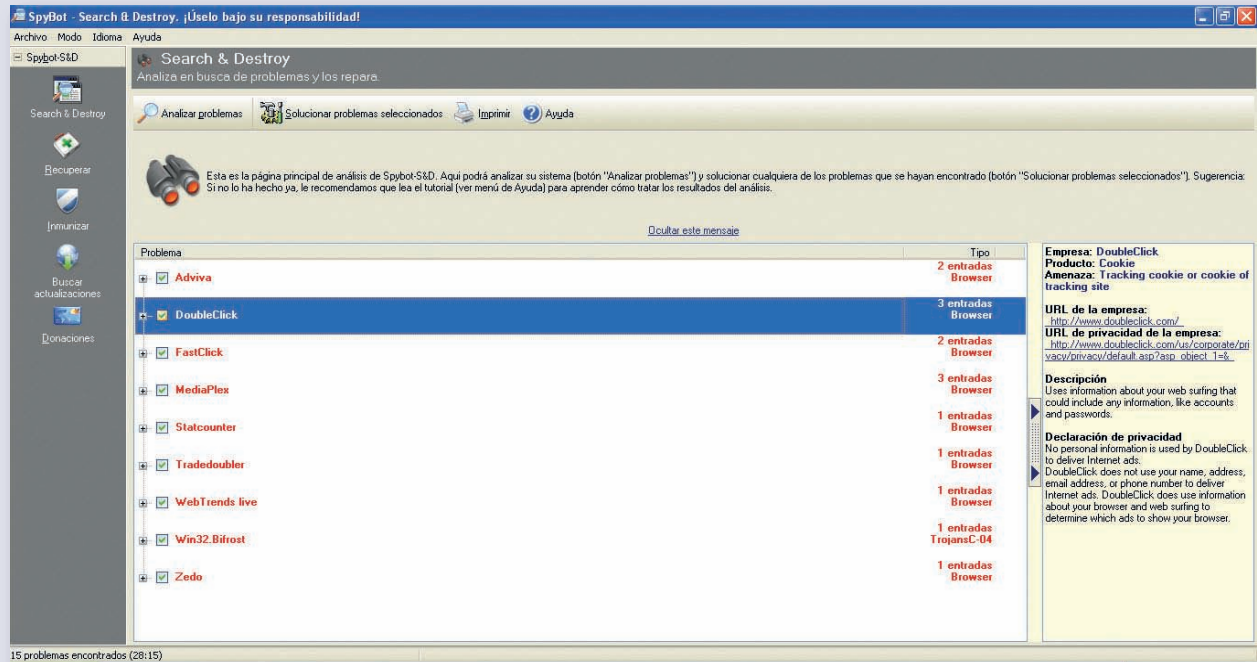 SpyBot - Search & Destroy. ¡Úselo bajo su responsabilidad!
Archivo Modo Idioma Ayuda
Spybot-S&D
Search & Destroy
Analiza en busca de problemas y los repara.
Search & Destroy
Recuperar
Inmunizar
Buscar
actualizaciones
Donaciones
Analizar problemas Solucionar problemas seleccionados Imprimir Ayuda
Esta es la página principal de análisis de Spybot-S&D. Aquí podrá analizar su sistema (botón "Analizar problemas") y solucionar cualquiera de los problemas que se hayan encontrado (botón "Solucionar problemas seleccionados"). Sugerencia:
Si no lo ha hecho ya, le recomendamos que lea el tutorial (ver menú de Ayuda) para aprender cómo tratar los resultados del análisis.
Ocultar este mensaje
Problema Tipo
Adviva 2 entradas
Browser
DoubleClick 3 entradas
Browser
FastClick 2 entradas
Browser
MediaPlex 3 entradas
Browser
Statcounter 1 entradas
Browser
Tradedoubler 1 entradas
Browser
WebTrends live 1 entradas
Browser
Win32.Bifrost 1 entradas
TrojansC-04
Zedo 1 entradas
Browser
Empresa: DoubleClick
Producto: Cookie
Amenaza: Tracking cookie or cookie of
tracking site
URL de la empresa:
http://www.doubleclick.com/
URL de privacidad de la empresa:
http://www.doubleclick.com/us/corporate/pri
vacy/privacy/default.asp?asp_object_1=&
Descripción
Uses information about your web surfing that
could include any information, like accounts
and passwords.
Declaración de privacidad
No personal information is used by DoubleClick
to deliver Internet ads.
DoubleClick does not use your name, address,
email address, or phone number to deliver
Internet ads. DoubleClick does use information
about your browser and web surfing to
determine which ads to show your browser.
15 problemas encontrados (28:15)